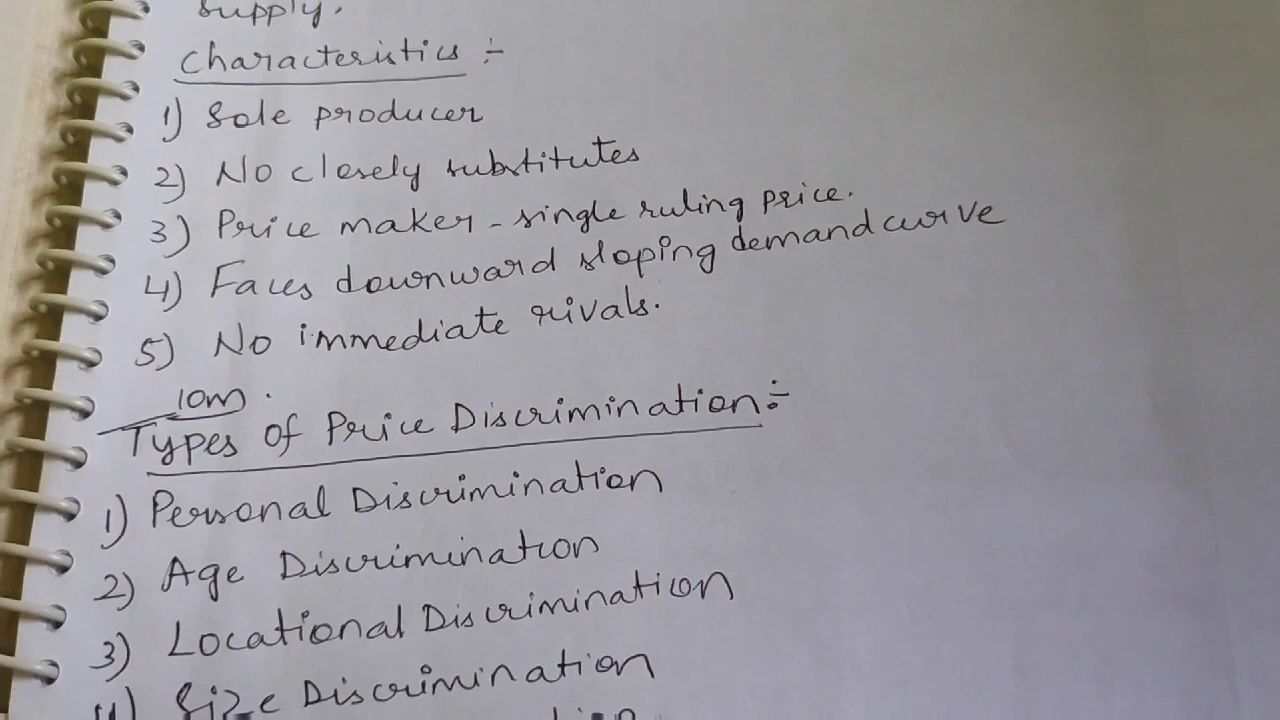 supply.
Characteristics :-
1) Sole producer
2) No closely substitutes
3) Price maker - single ruling price.
4) Faces downward sloping demand curve
5) No immediate rivals.
10m.
Types of Price Discrimination:-
1) Personal Discrimination
2) Age Discrimination
3) Locational Discrimination
4) Size Discrimination